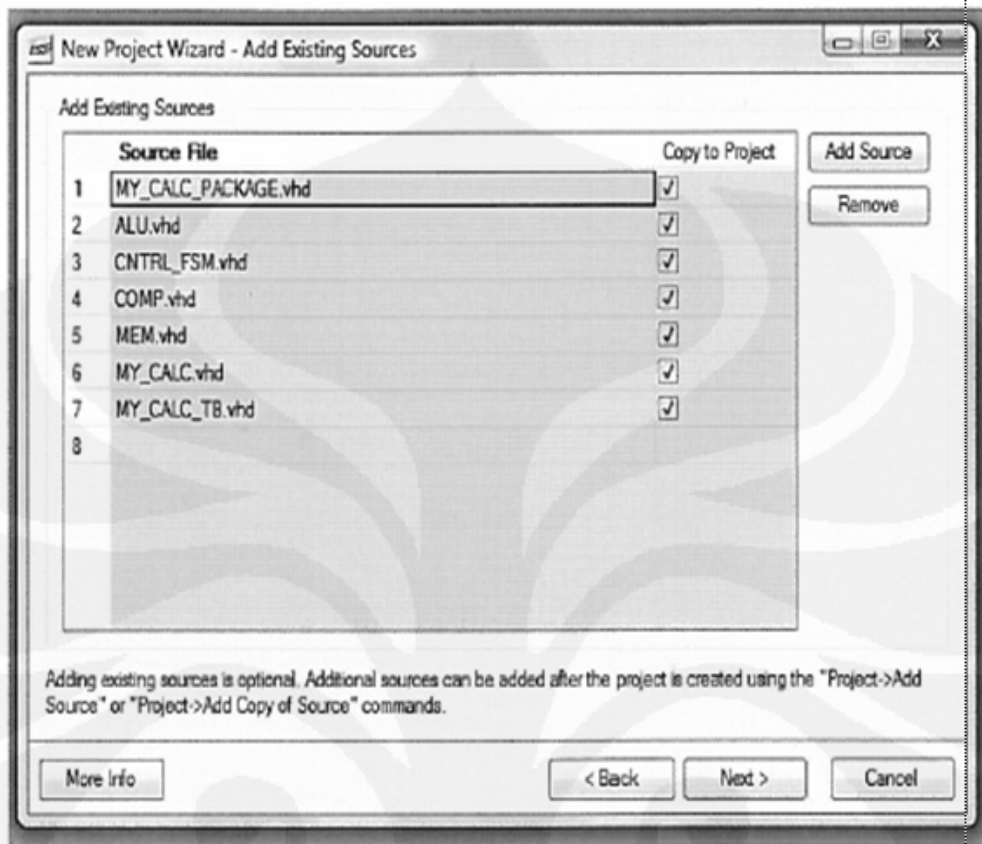 New Project Wizard - Add Existing Sources
Add Existing Sources
Source File Copy to Project
1 MY_CALC_PACKAGE.vhd
2 ALU.vhd
3 CNTRL_FSM.vhd
4 COMP.vhd
5 MEM.vhd
6 MY_CALC.vhd
7 MY_CALC_TB.vhd
8
Add Source
Remove
Adding existing sources is optional. Additional sources can be added after the project is created using the "Project->Add
Source" or "Project->Add Copy of Source" commands.
More Info < Back Next > Cancel